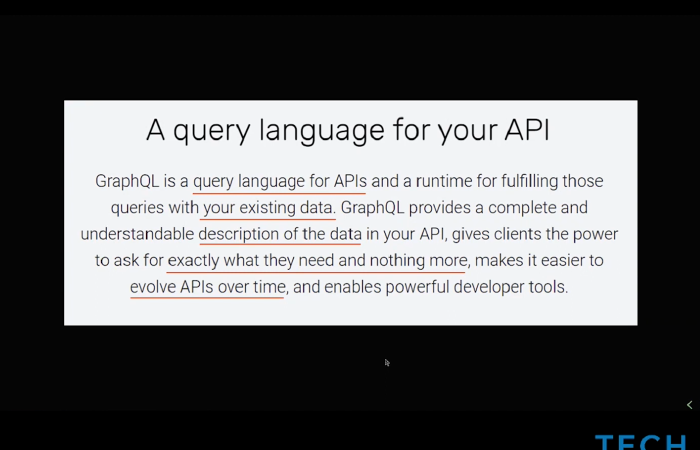 A query language for your API
GraphQL is a query language for APIs and a runtime for fulfilling those
queries with your existing data. GraphQL provides a complete and
understandable description of the data in your API, gives clients the power
to ask for exactly what they need and nothing more, makes it easier to
evolve APIs over time, and enables powerful developer tools.
TECH